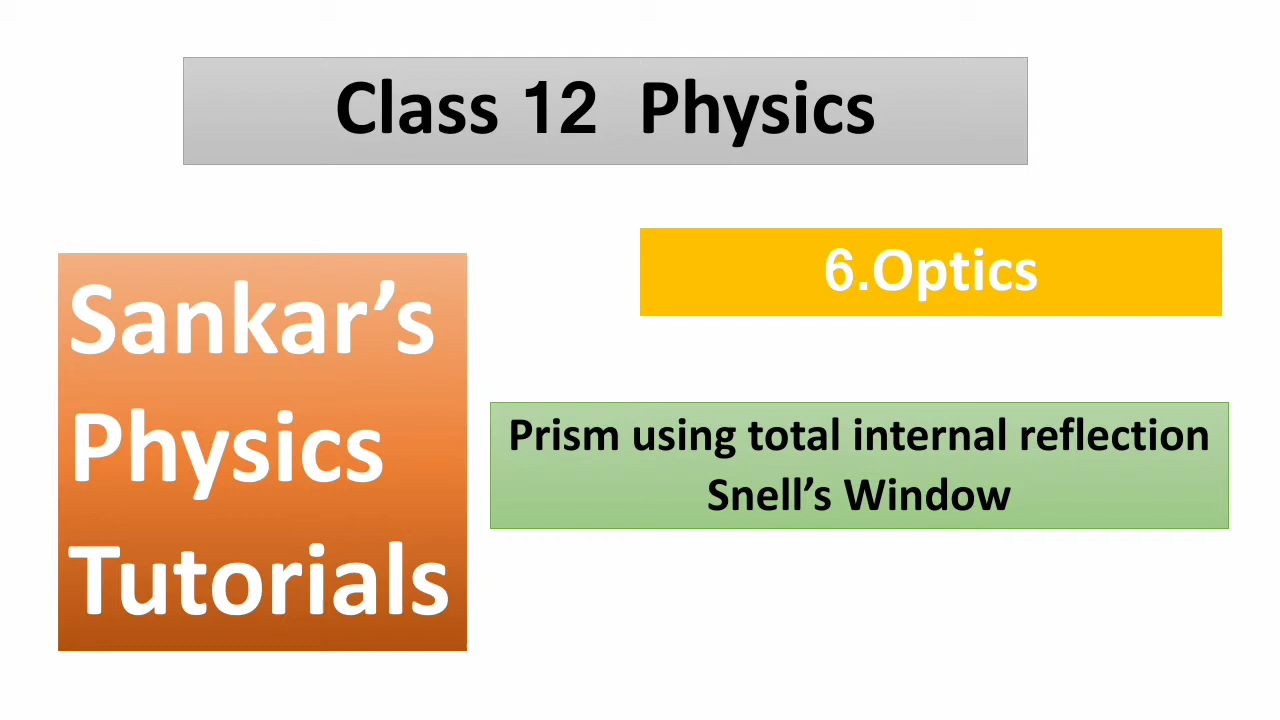 Class 12  Physics
6.Optics
Sankar’s
Physics
Tutorials
Prism using total internal reflection
Snell’s Window